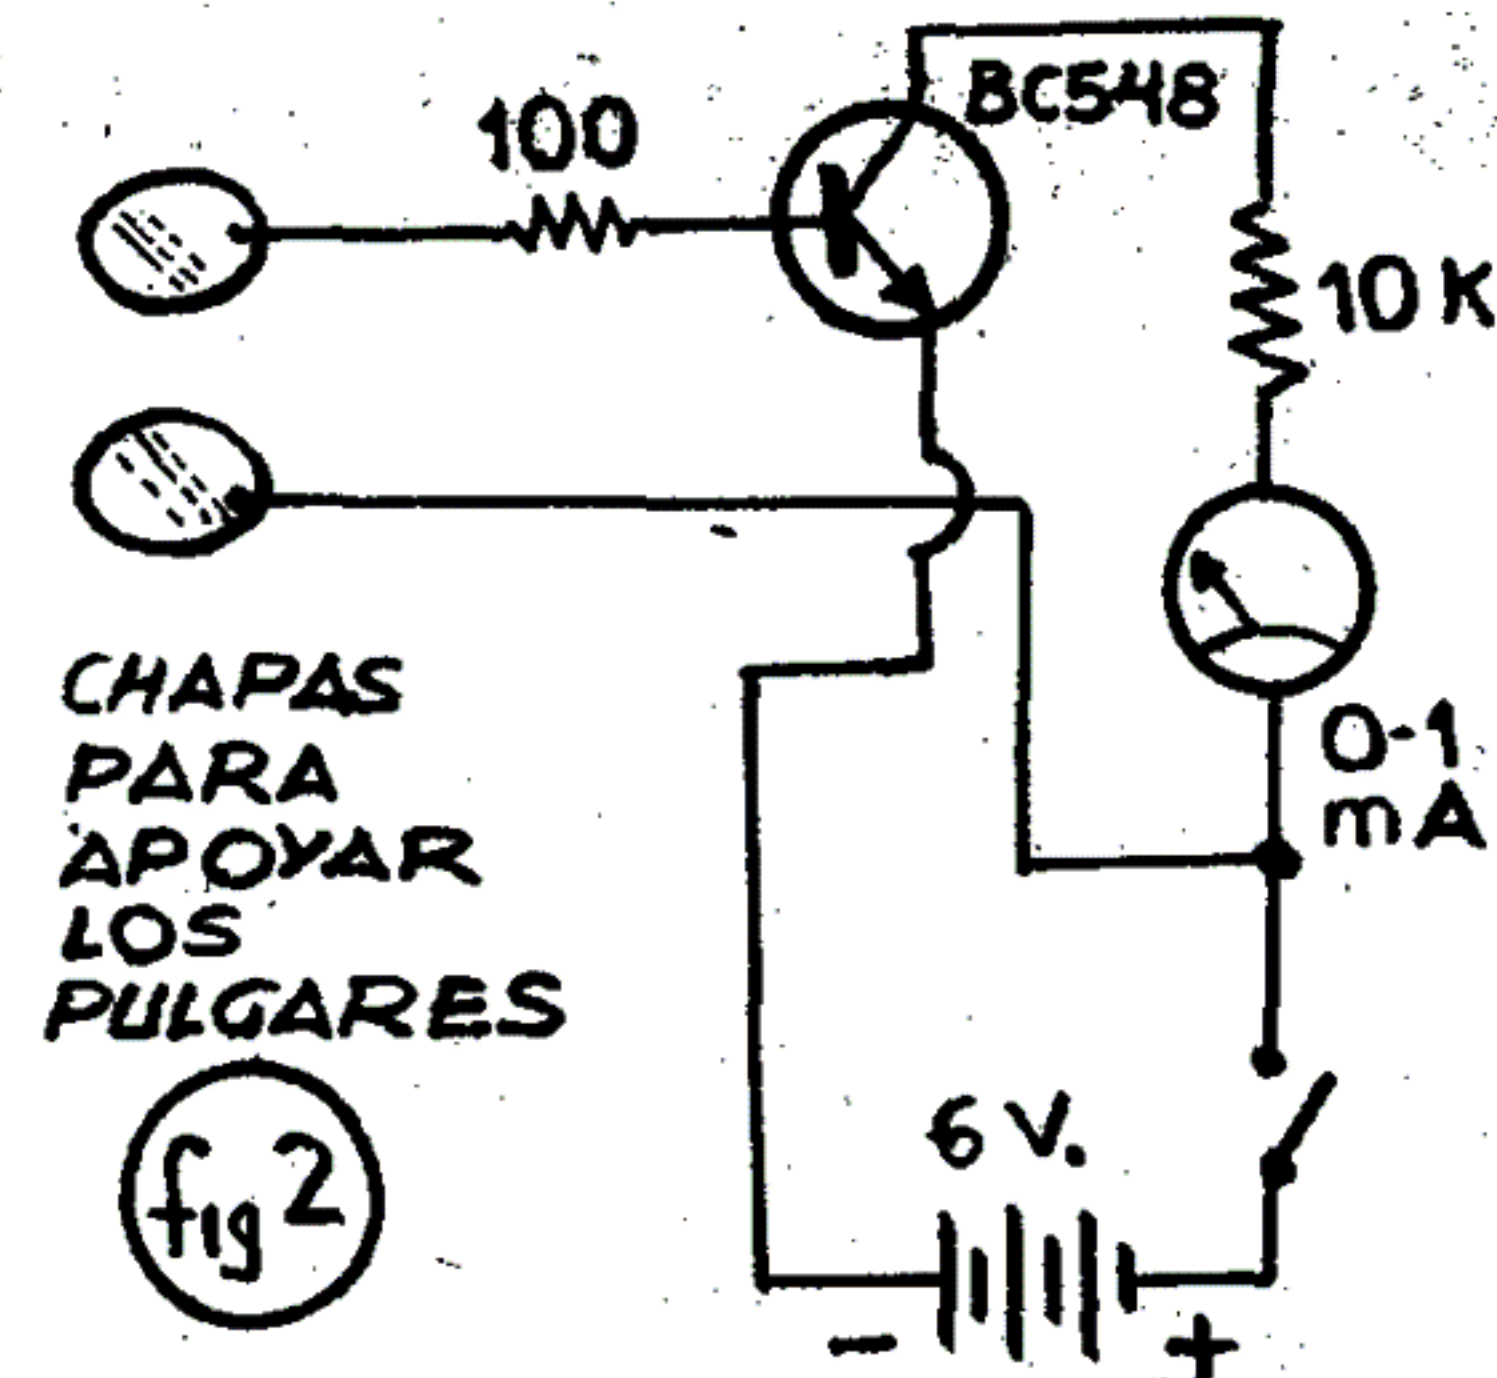 BC548
100
10 K
0-1
mA
CHAPAS
PARA
APOYAR
LOS
PULGARES
fig 2
6 V.
- +